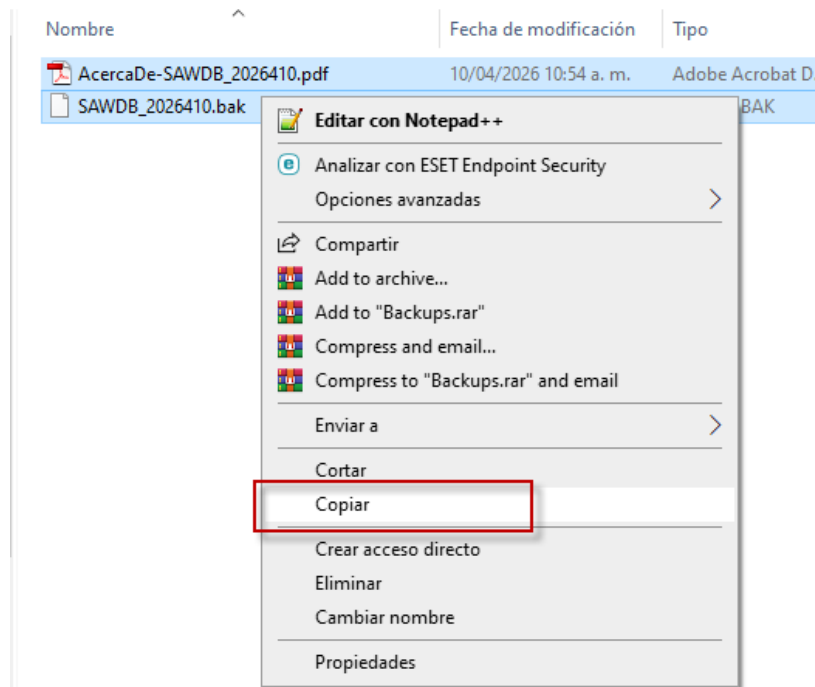 Nombre Fecha de modificación Tipo
AcercaDe-SAWDB_2026410.pdf 10/04/2026 10:54 a. m. Adobe Acrobat D
SAWDB_2026410.bak BAK
Editar con Notepad++
Analizar con ESET Endpoint Security
Opciones avanzadas
Compartir
Add to archive...
Add to "Backups.rar"
Compress and email...
Compress to "Backups.rar" and email
Enviar a
Cortar
Copiar
Crear acceso directo
Eliminar
Cambiar nombre
Propiedades